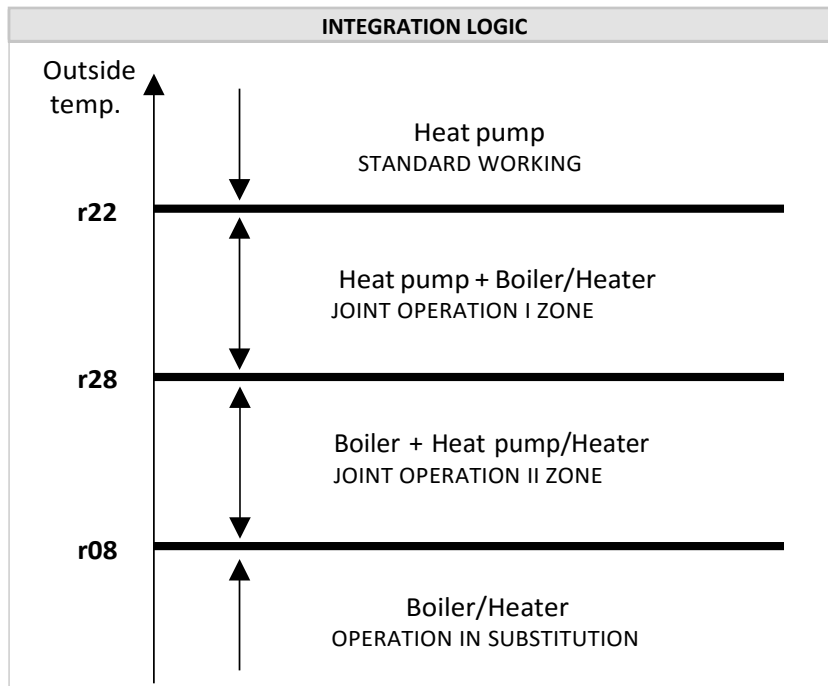 INTEGRATION LOGIC
Outside
temp.
Heat pump
STANDARD WORKING
r22
Heat pump + Boiler/Heater
JOINT OPERATION I ZONE
r28
Boiler + Heat pump/Heater
JOINT OPERATION II ZONE
r08
Boiler/Heater
OPERATION IN SUBSTITUTION